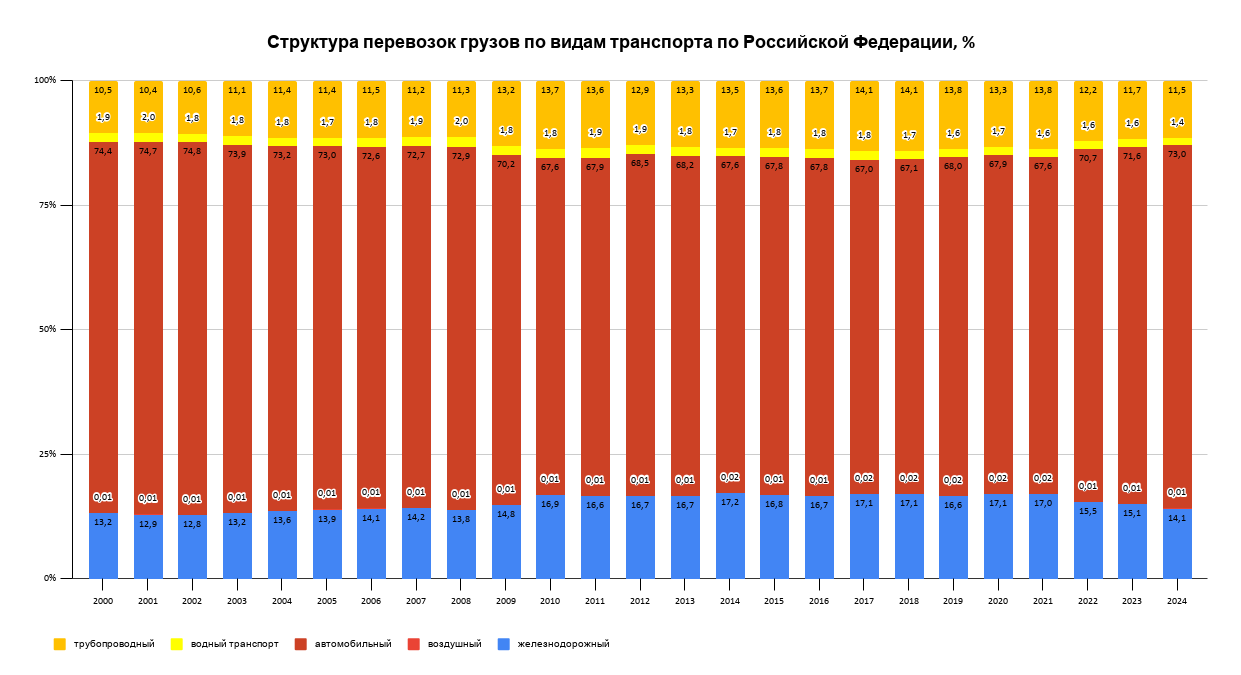 Структура перевозок грузов по видам транспорта по Российской Федерации, %
100%
10,5 10,4 10,6 11,1 11,4 11,4 11,5 11,2 11,3 13,2 13,7 13,6 12,9 13,3 13,5 13,6 13,7 14,1 14,1 13,8 13,3 13,8 12,2 11,7 11,5
1,9 2,0 1,8 1,8 1,8 1,7 1,8 1,9 2,0 1,8 1,8 1,9 1,9 1,8 1,7 1,8 1,8 1,8 1,7 1,6 1,7 1,6 1,6 1,6 1,4
74,4 74,7 74,8 73,9 73,2 73,0 72,6 72,7 72,9 70,2 67,6 67,9 68,5 68,2 67,6 67,8 67,8 67,0 67,1 68,0 67,9 67,6 70,7 71,6 73,0
75%
50%
25%
0,01 0,01 0,01 0,01 0,01 0,01 0,01 0,01 0,01 0,01 0,01 0,01 0,01 0,01 0,02 0,01 0,01 0,02 0,02 0,02 0,02 0,02 0,01 0,01 0,01
13,2 12,9 12,8 13,2 13,6 13,9 14,1 14,2 13,8 14,8 16,9 16,6 16,7 16,7 17,2 16,8 16,7 17,1 17,1 16,6 17,1 17,0 15,5 15,1 14,1
0%
2000 2001 2002 2003 2004 2005 2006 2007 2008 2009 2010 2011 2012 2013 2014 2015 2016 2017 2018 2019 2020 2021 2022 2023 2024
трубопроводный водный транспорт автомобильный воздушный железнодорожный